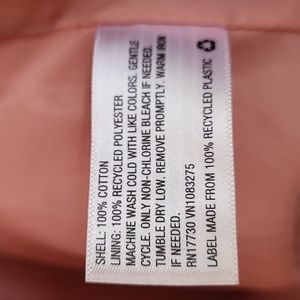 SHELL: 100% COTTON
LINING: 100% RECYCLED POLYESTER
MACHINE WASH COLD WITH LIKE COLORS. GENTLE
CYCLE. ONLY NON-CHLORINE BLEACH IF NEEDED.
TUMBLE DRY LOW. REMOVE PROMPTLY. WARM IRON
IF NEEDED.
RN17730 VN1083275
LABEL MADE FROM 100% RECYCLED PLASTIC